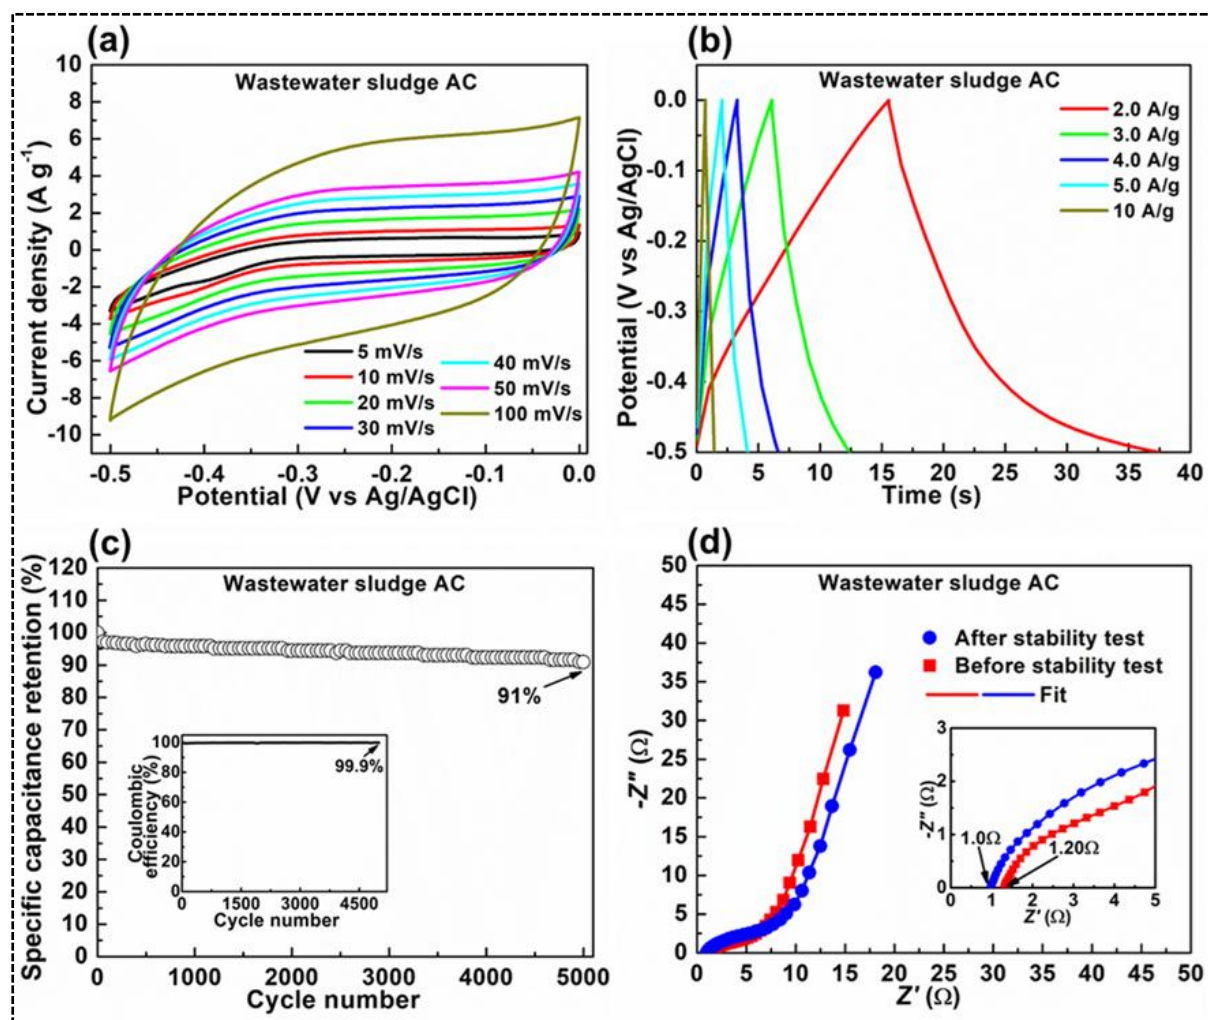 (a)
Wastewater sludge AC
Current density (A g⁻¹)
10
8
6
4
2
0
-2
-4
-6
-8
-10
5 mV/s
10 mV/s
20 mV/s
30 mV/s
40 mV/s
50 mV/s
100 mV/s
-0.5 -0.4 -0.3 -0.2 -0.1 0.0
Potential (V vs Ag/AgCl)
(b)
Wastewater sludge AC
Potential (V vs Ag/AgCl)
0.0
-0.1
-0.2
-0.3
-0.4
-0.5
2.0 A/g
3.0 A/g
4.0 A/g
5.0 A/g
10 A/g
0 5 10 15 20 25 30 35 40
Time (s)
(c)
Wastewater sludge AC
Specific capacitance retention (%)
120
110
100
90
80
70
60
50
40
30
20
10
0
91%
Coulombic
efficiency (%)
100
80
60
40
20
0
99.9%
0 1500 3000 4500
Cycle number
0 1000 2000 3000 4000 5000
Cycle number
(d)
Wastewater sludge AC
-Z″ (Ω)
50
45
40
35
30
25
20
15
10
5
0
After stability test
Before stability test
Fit
-Z″ (Ω)
3
2
1
0
1.0Ω
1.20Ω
0 1 2 3 4 5
Z′ (Ω)
0 5 10 15 20 25 30 35 40 45 50
Z′ (Ω)